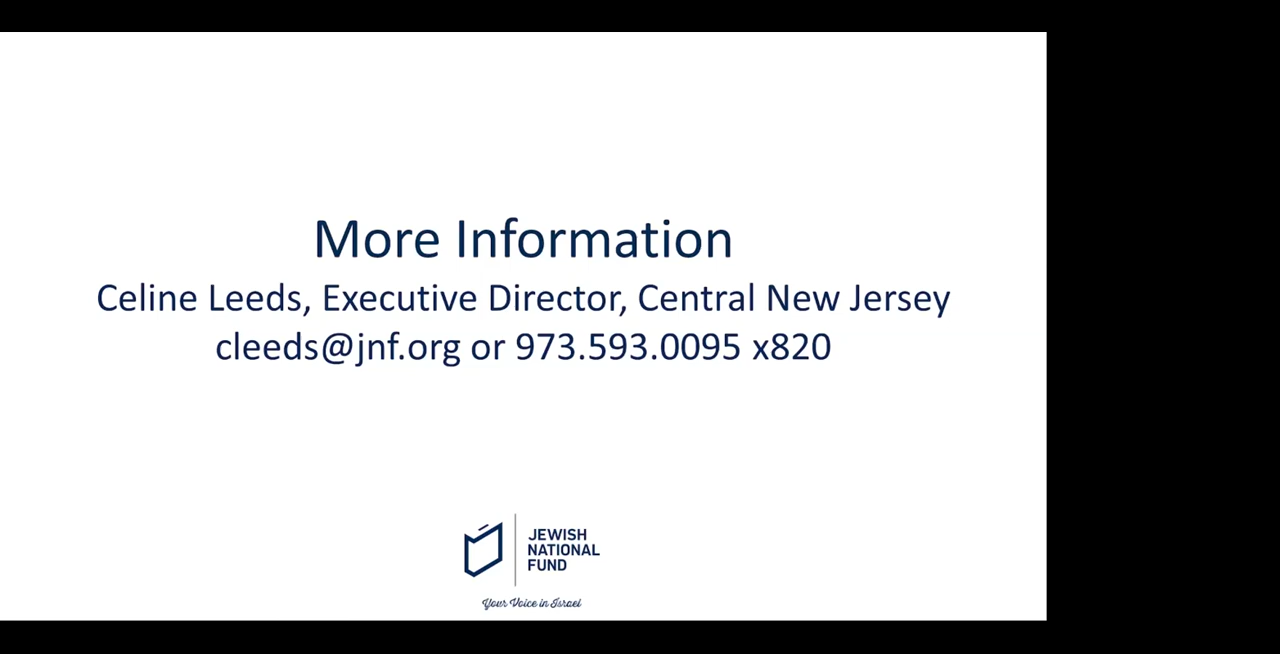 More Information
Celine Leeds, Executive Director, Central New Jersey
cleeds@jnf.org or 973.593.0095 x820
JEWISH
NATIONAL
FUND
Your Voice in Israel